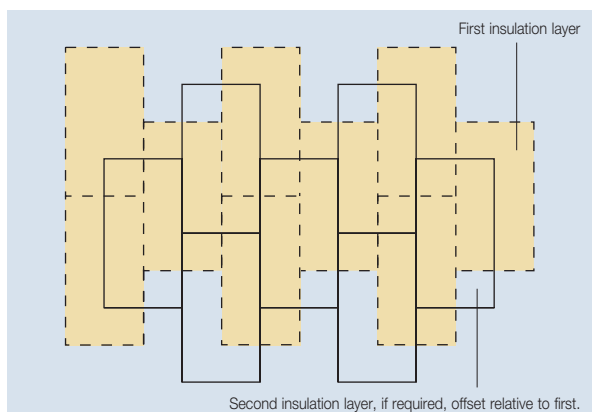 First insulation layer
Second insulation layer, if required, offset relative to first.